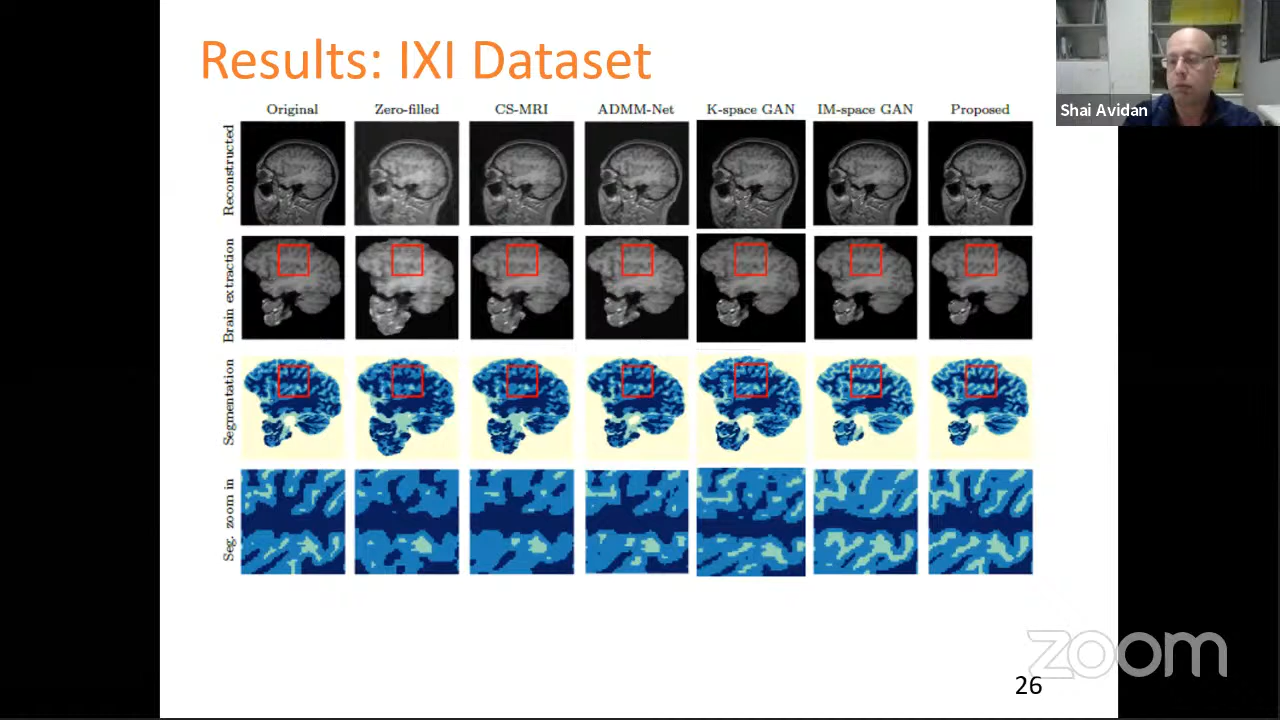 Results: IXI Dataset
Shai Avidan
Original Zero-filled CS-MRI ADMM-Net K-space GAN IM-space GAN Proposed
Reconstructed
Brain extraction
Segmentation
Seg. zoom in
zoom
26